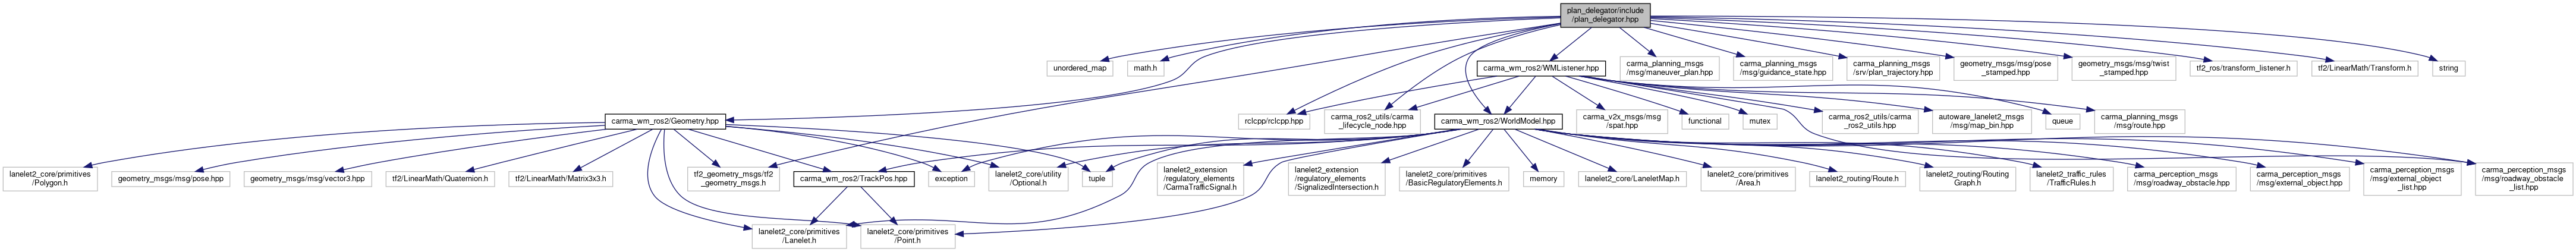 plan_delegator/include
/plan_delegator.hpp
unordered_map
math.h
carma_wm_ros2/WMListener.hpp
carma_planning_msgs
/msg/maneuver_plan.hpp
carma_planning_msgs
/msg/guidance_state.hpp
carma_planning_msgs
/srv/plan_trajectory.hpp
geometry_msgs/msg/pose
_stamped.hpp
geometry_msgs/msg/twist
_stamped.hpp
tf2_ros/transform_listener.h
tf2/LinearMath/Transform.h
string
carma_wm_ros2/Geometry.hpp
rclcpp/rclcpp.hpp
carma_ros2_utils/carma
_lifecycle_node.hpp
carma_wm_ros2/WorldModel.hpp
carma_v2x_msgs/msg
/spat.hpp
functional
mutex
carma_ros2_utils/carma
_ros2_utils.hpp
autoware_lanelet2_msgs
/msg/map_bin.hpp
queue
carma_planning_msgs
/msg/route.hpp
lanelet2_core/primitives
/Polygon.h
geometry_msgs/msg/pose.hpp
geometry_msgs/msg/vector3.hpp
tf2/LinearMath/Quaternion.h
tf2/LinearMath/Matrix3x3.h
tf2_geometry_msgs/tf2
_geometry_msgs.h
carma_wm_ros2/TrackPos.hpp
exception
lanelet2_core/utility
/Optional.h
tuple
lanelet2_extension
/regulatory_elements
/CarmaTrafficSignal.h
lanelet2_extension
/regulatory_elements
/SignalizedIntersection.h
lanelet2_core/primitives
/BasicRegulatoryElements.h
memory
lanelet2_core/LaneletMap.h
lanelet2_core/primitives
/Area.h
lanelet2_routing/Route.h
lanelet2_routing/Routing
Graph.h
lanelet2_traffic_rules
/TrafficRules.h
carma_perception_msgs
/msg/roadway_obstacle.hpp
carma_perception_msgs
/msg/external_object.hpp
carma_perception_msgs
/msg/external_object
_list.hpp
carma_perception_msgs
/msg/roadway_obstacle
_list.hpp
lanelet2_core/primitives
/Lanelet.h
lanelet2_core/primitives
/Point.h